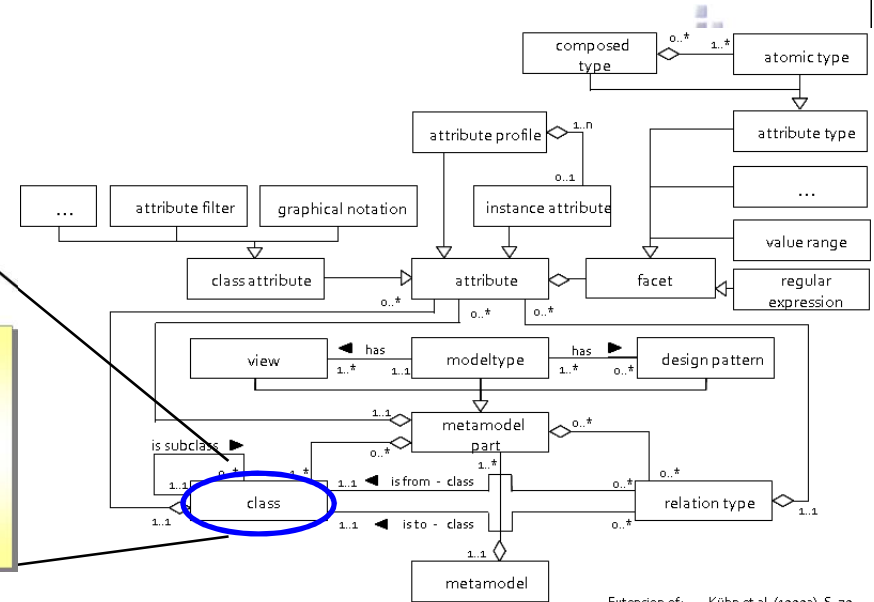 composed
type
0..*
1..*
atomic type
attribute profile
1..n
attribute type
0..1
...
attribute filter
graphical notation
instance attribute
...
value range
class attribute
attribute
facet
regular
expression
0..*
0..*
0..*
view
◄ has
1..*
1..1
modeltype
has ►
1..*
0..*
design pattern
1..1
metamodel
part
0..*
is subclass ►
0..*
1..*
0..*
0..*
1..1
1..1
◄ is from - class
0..*
class
relation type
1..1
1..1
◄ is to - class
0..*
1..1
1..1
metamodel
Extension of: